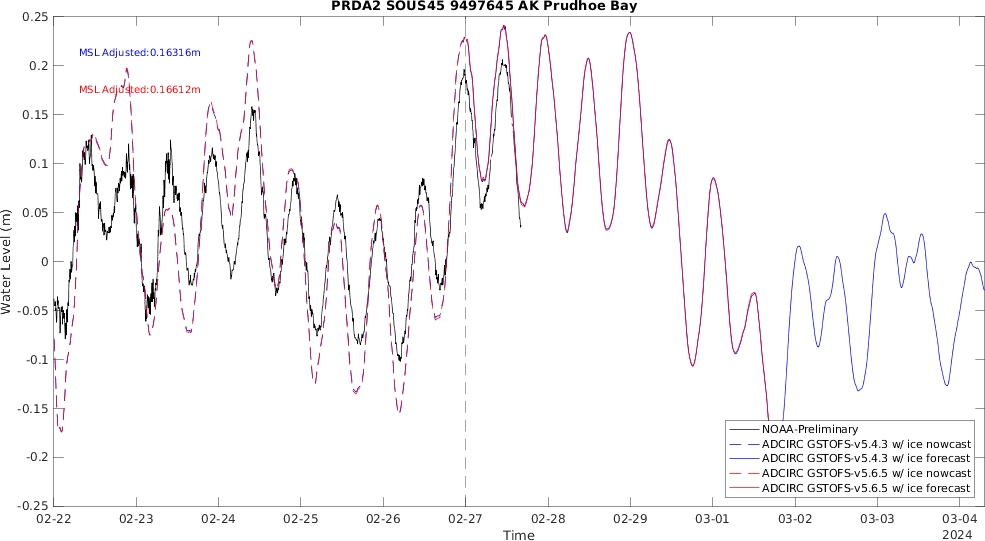 PRDA2 SOUS45 9497645 AK Prudhoe Bay
0.25
MSL Adjusted:0.16316m
0.2
MSL Adjusted:0.16612m
0.15
0.1
0.05
Water Level (m)
0
-0.05
-0.1
-0.15
-0.2
-0.25
NOAA-Preliminary
ADCIRC GSTOFS-v5.4.3 w/ ice nowcast
ADCIRC GSTOFS-v5.4.3 w/ ice forecast
ADCIRC GSTOFS-v5.6.5 w/ ice nowcast
ADCIRC GSTOFS-v5.6.5 w/ ice forecast
02-22 02-23 02-24 02-25 02-26 02-27 02-28 02-29 03-01 03-02 03-03 03-04
Time
2024